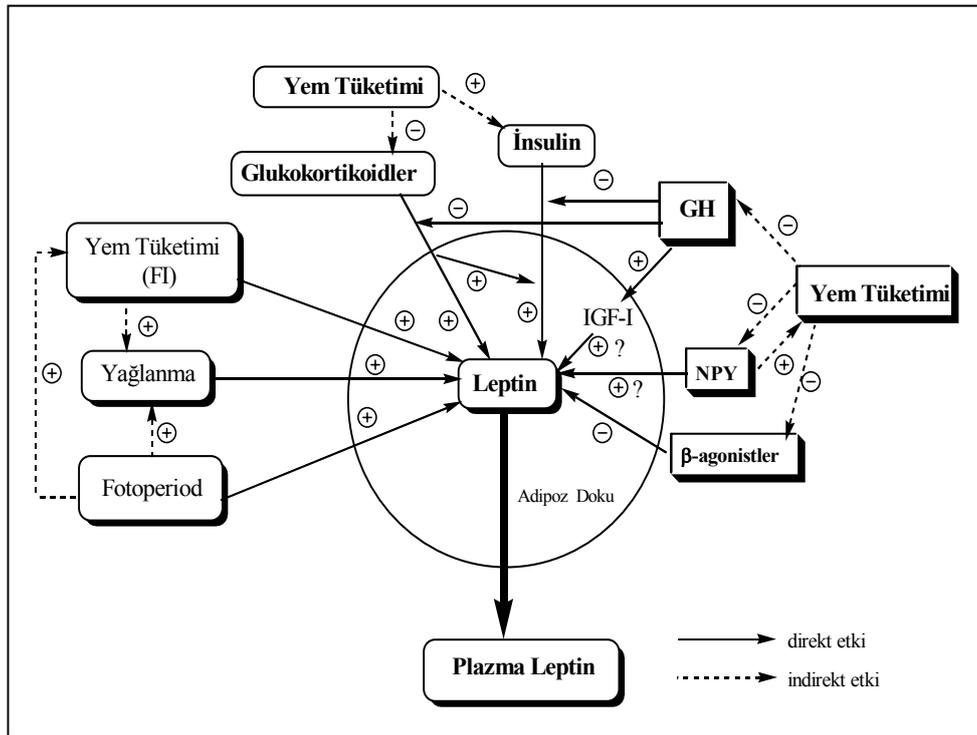 Yem Tüketimi
+
−
İnsulin
Glukokortikoidler
−
GH
−
−
Yem Tüketimi
(FI)
+
+
+
+
+
IGF-I
+ ?
Yem Tüketimi
−
+
−
NPY
+ ?
+
+
Yağlanma
+
Leptin
+
+
−
β-agonistler
Fotoperiod
Adipoz Doku
Plazma Leptin
direkt etki
indirekt etki